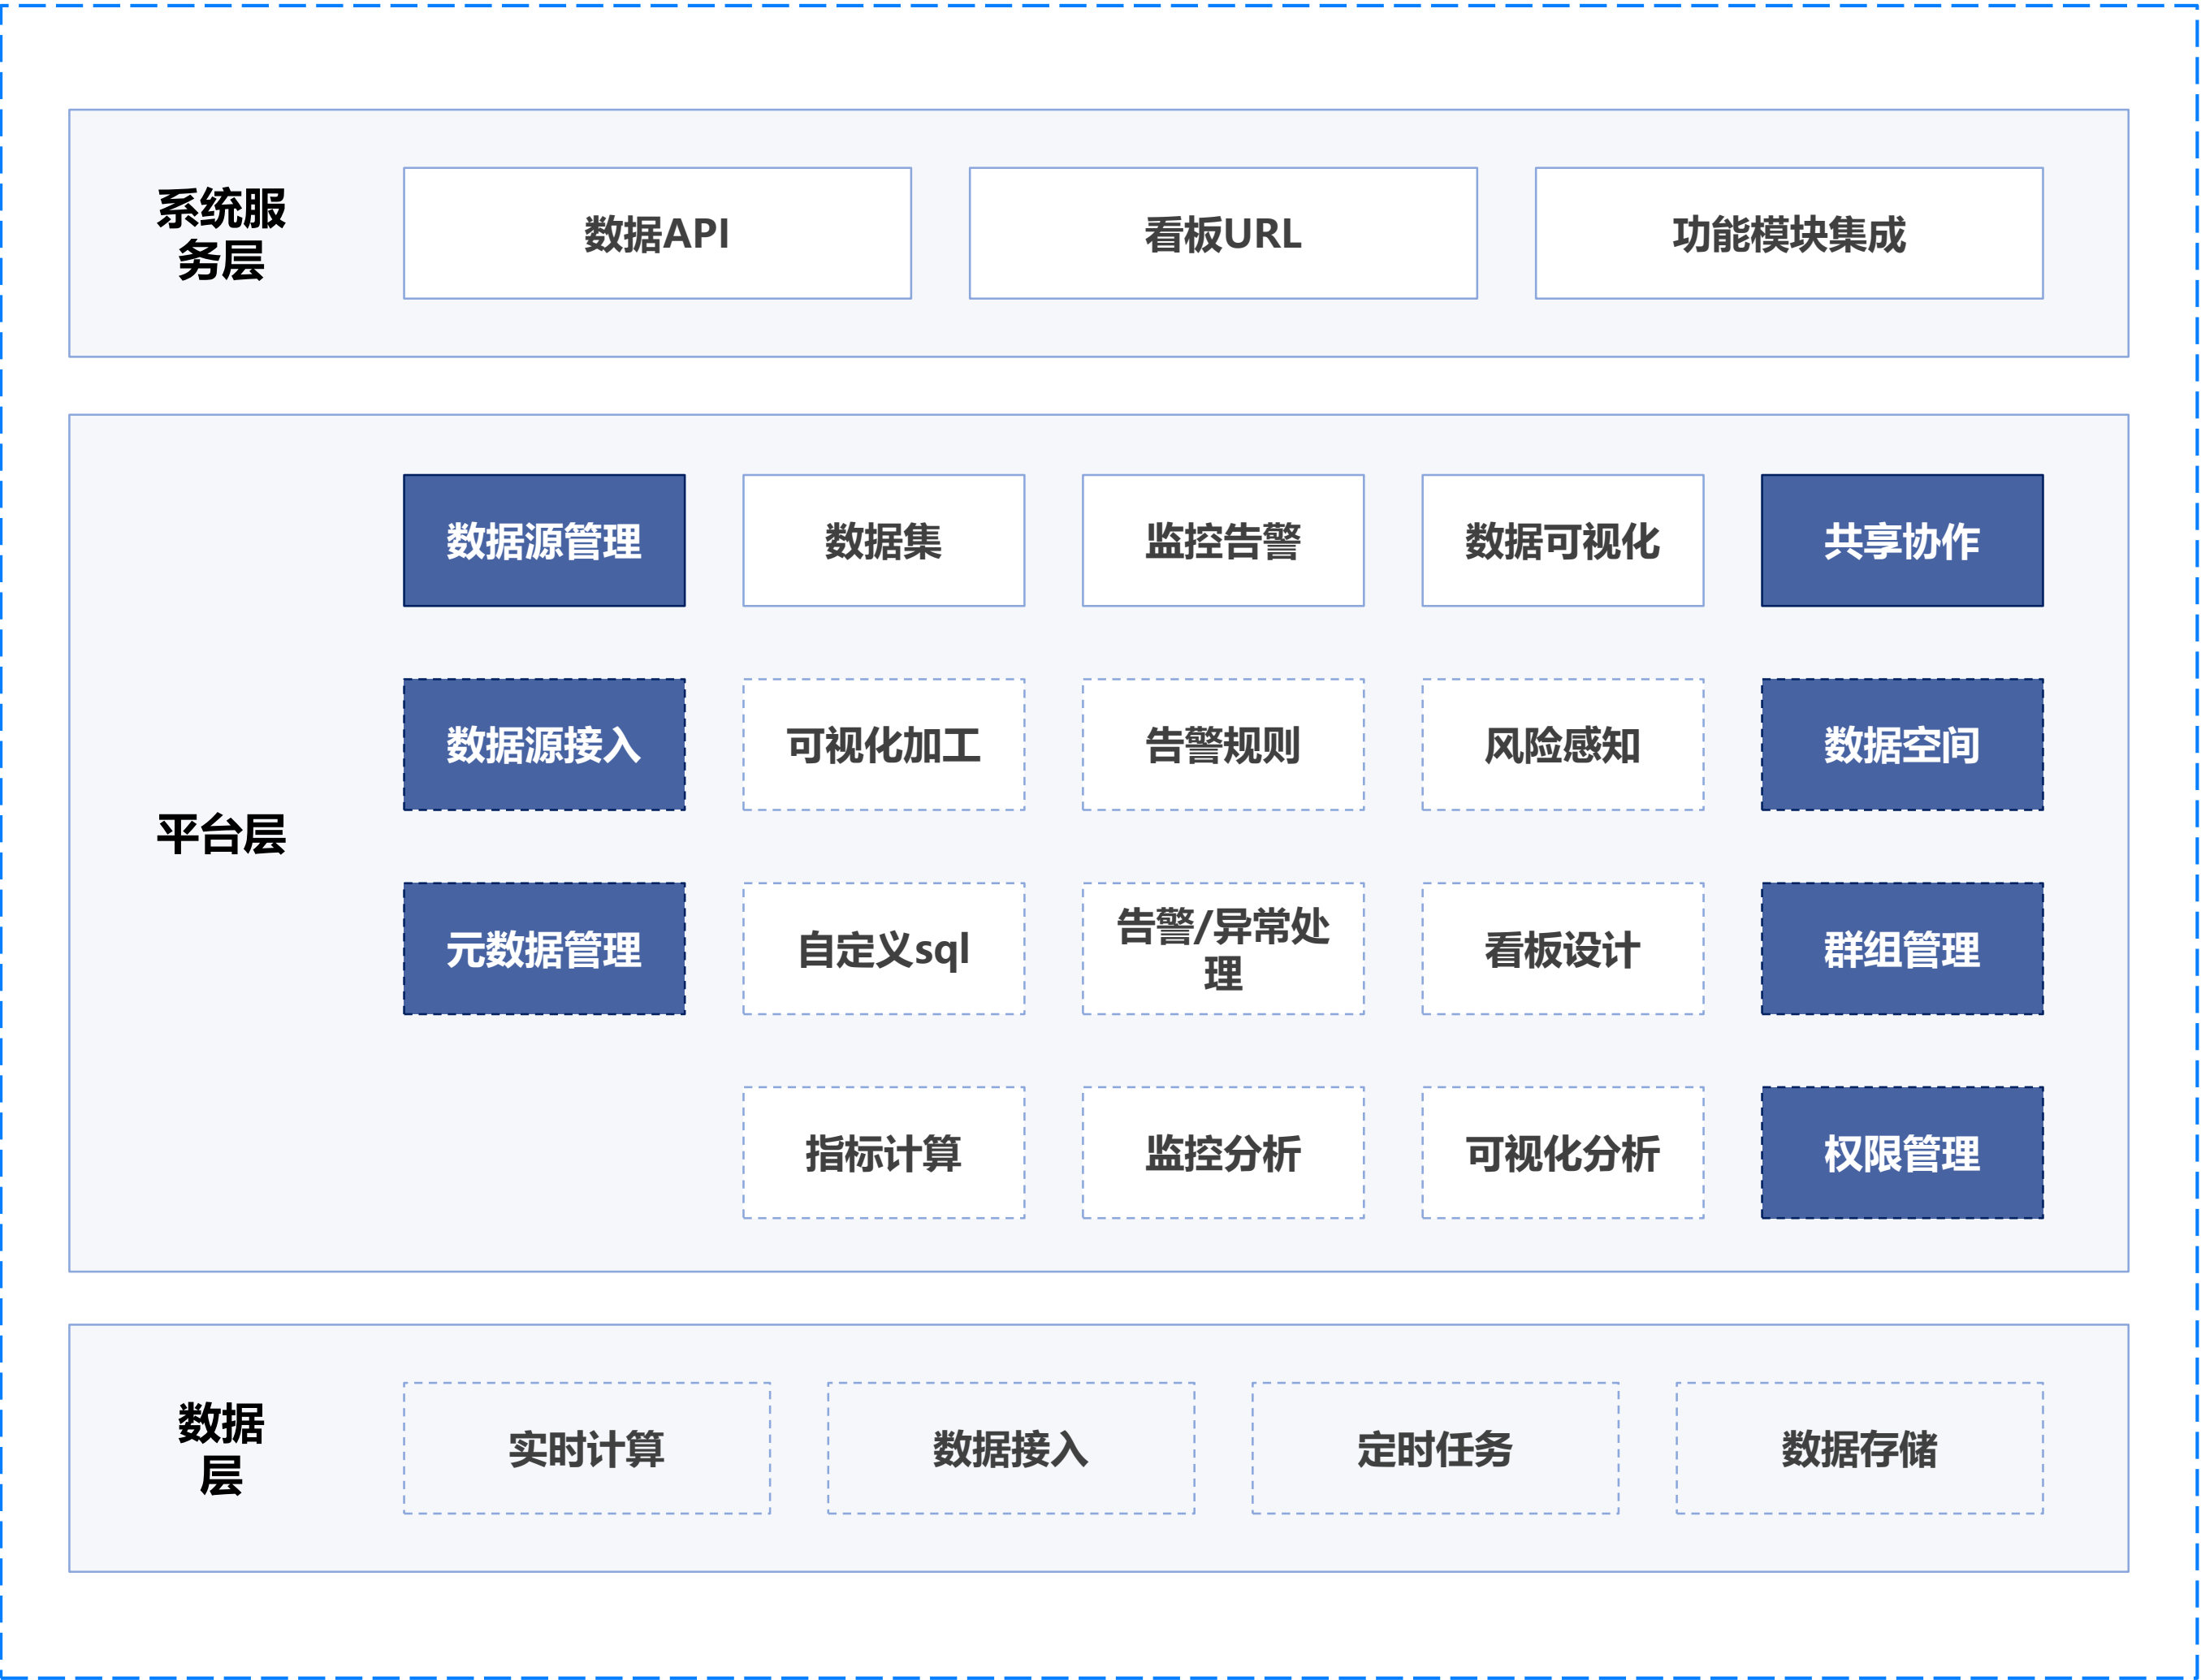 系统服
务层
数据API
看板URL
功能模块集成
平台层
数据源管理
数据集
监控告警
数据可视化
共享协作
数据源接入
可视化加工
告警规则
风险感知
数据空间
元数据管理
自定义sql
告警/异常处
理
看板设计
群组管理
指标计算
监控分析
可视化分析
权限管理
数据
层
实时计算
数据接入
定时任务
数据存储